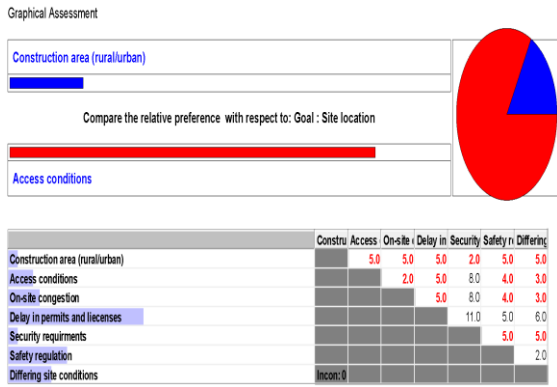 Graphical Assessment
Construction area (rural/urban)
Compare the relative preference with respect to: Goal : Site location
Access conditions
Constru Access On-site Delay in Security Safety r Differing
Construction area (rural/urban) 5.0 5.0 5.0 2.0 5.0 5.0
Access conditions 2.0 5.0 8.0 4.0 3.0
On-site congestion 5.0 8.0 4.0 3.0
Delay in permits and liecenses 11.0 5.0 6.0
Security requirments 5.0 5.0
Safety regulation 2.0
Differing site conditions Incon: 0